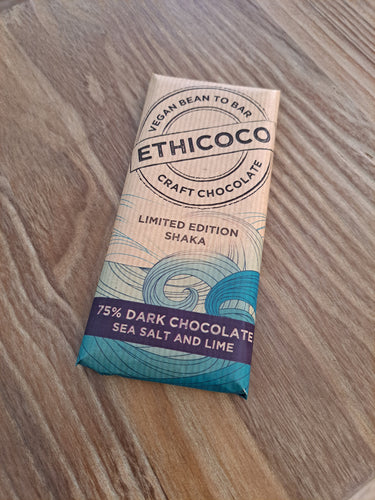 VEGAN BEAN TO BAR
ETHICOCO
CRAFT CHOCOLATE
LIMITED EDITION
SHAKA
75% DARK CHOCOLATE
SEA SALT AND LIME